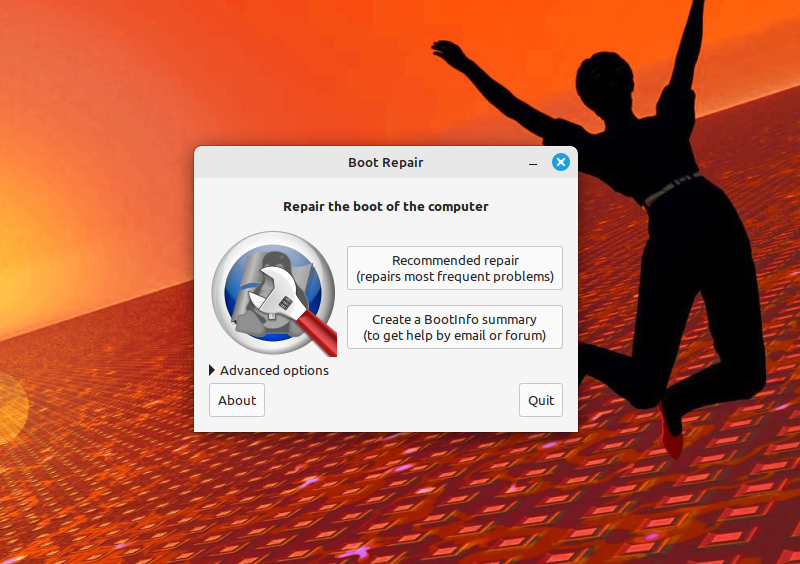 Boot Repair
Repair the boot of the computer
Recommended repair
(repairs most frequent problems)
Create a BootInfo summary
(to get help by email or forum)
Advanced options
About
Quit